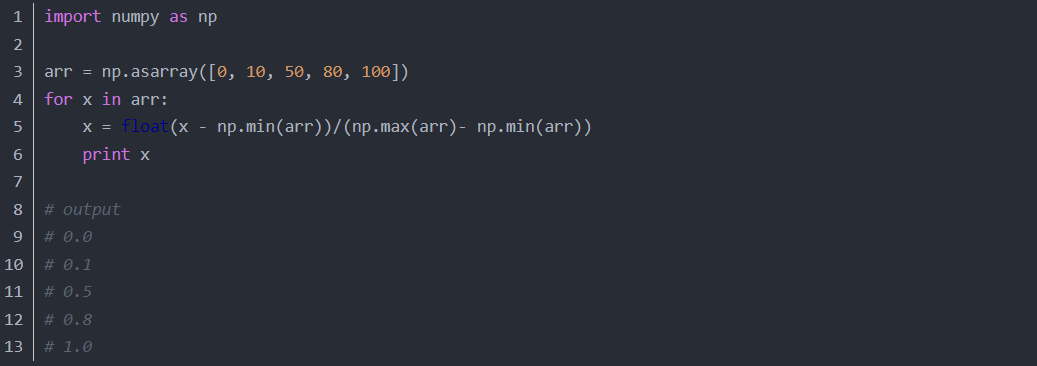 1 import numpy as np
2
3 arr = np.asarray([0, 10, 50, 80, 100])
4 for x in arr:
5     x = float(x - np.min(arr))/(np.max(arr)- np.min(arr))
6     print x
7
8 # output
9 # 0.0
10 # 0.1
11 # 0.5
12 # 0.8
13 # 1.0